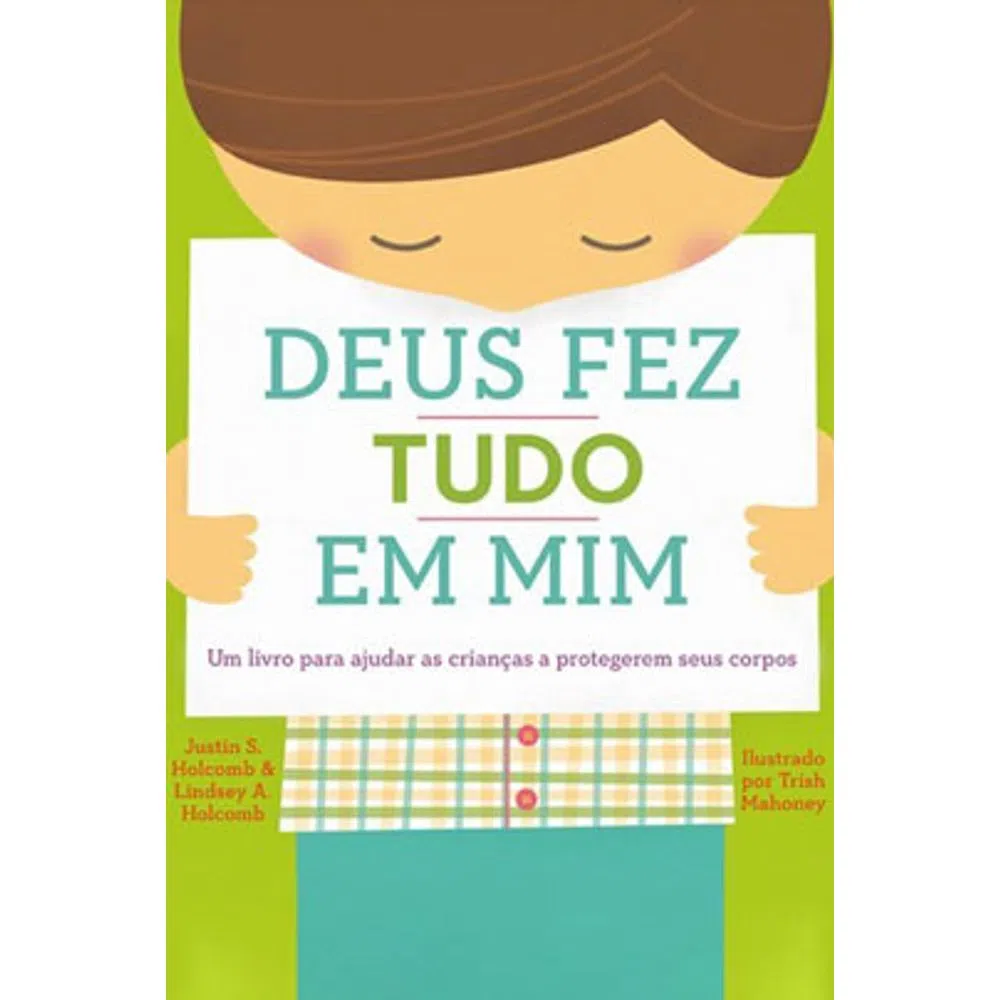 DEUS FEZ
TUDO
EM MIM
Um livro para ajudar as crianças a protegerem seus corpos
Justin S.
Holcomb &
Lindsey A.
Holcomb
Ilustrado
por Trish
Mahoney